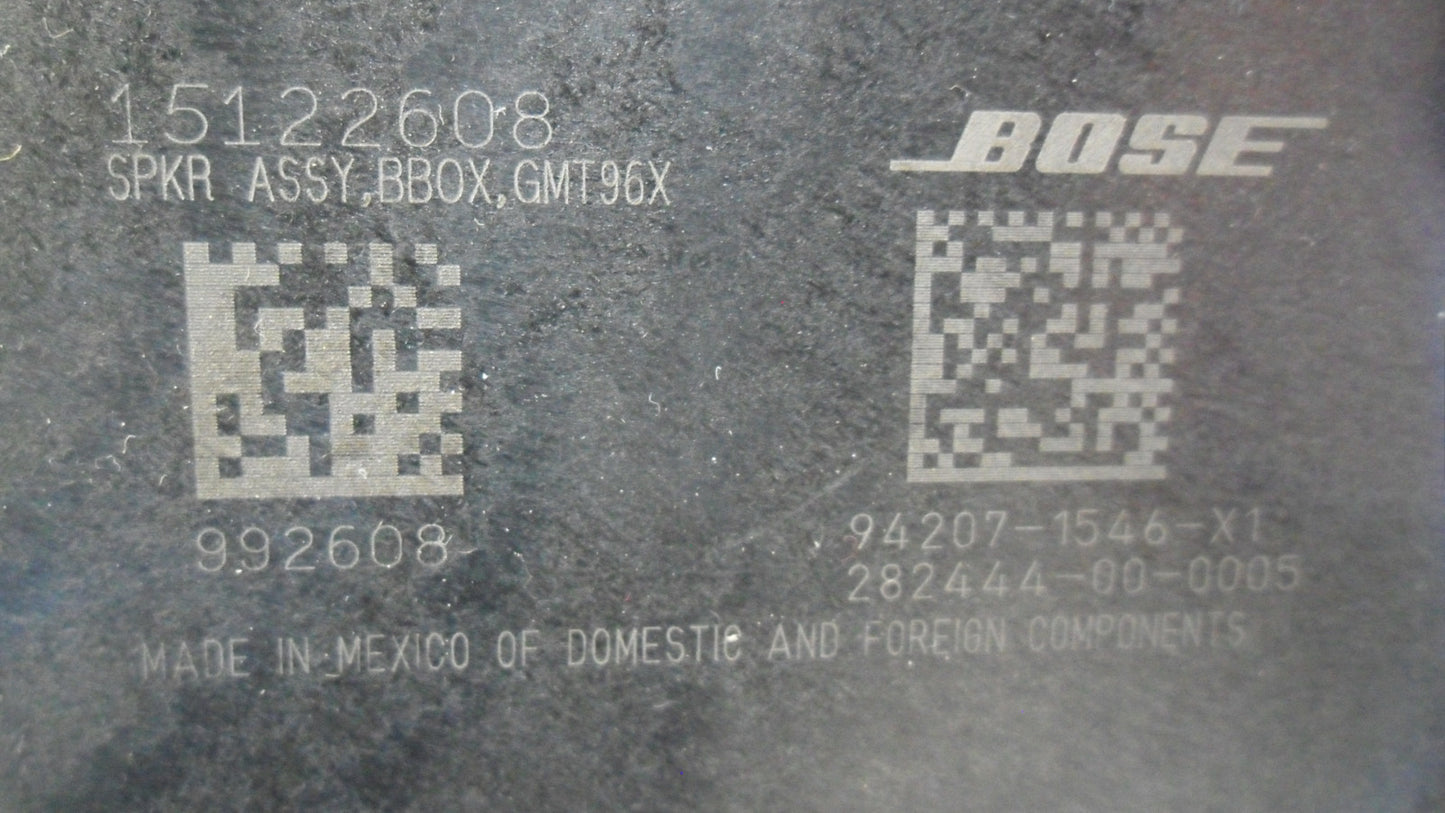 15122608
SPKR ASSY,BBOX,GMT96X
BOSE
992608
94207-1546-X1
282444-00-0005
MADE IN MEXICO OF DOMESTIC AND FOREIGN COMPONENTS